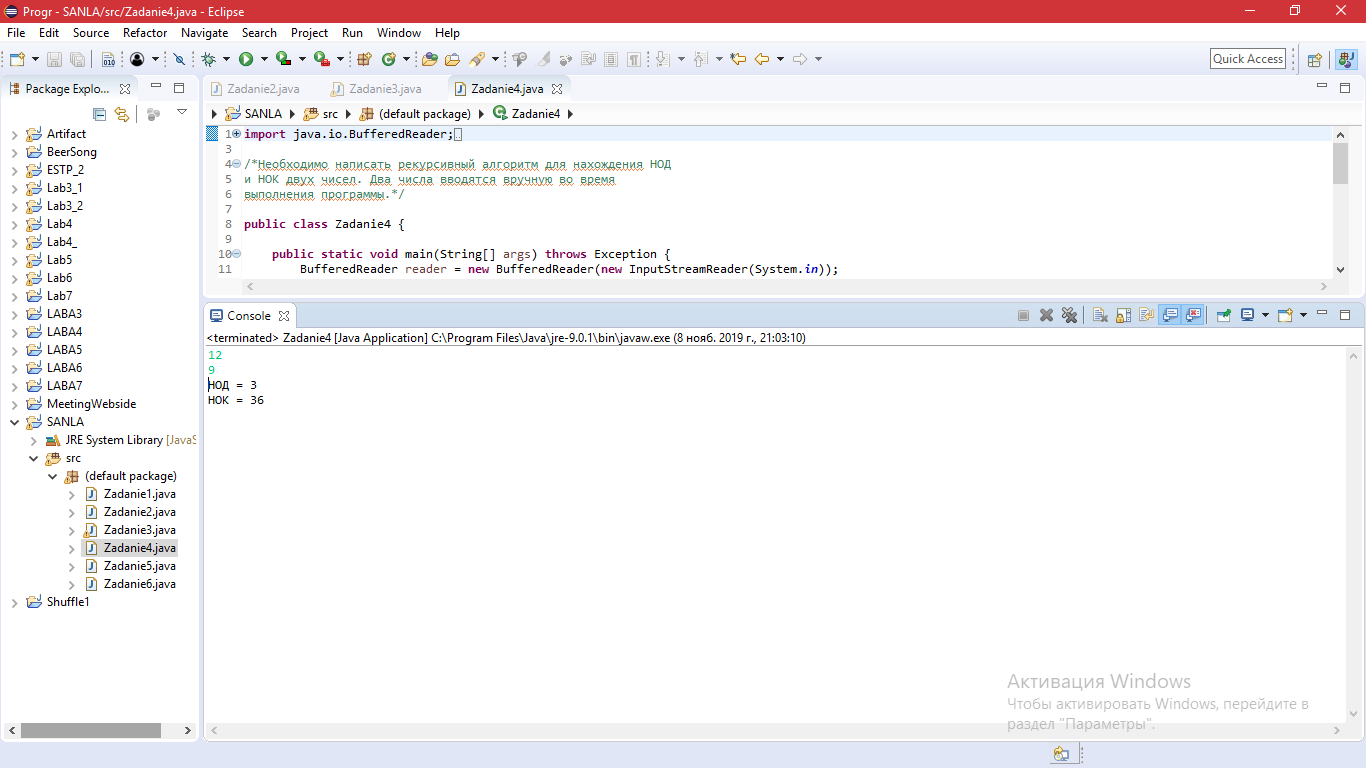 Progr - SANLA/src/Zadanie4.java - Eclipse
File Edit Source Refactor Navigate Search Project Run Window Help
Quick Access
Package Explo...
Zadanie2.java Zadanie3.java Zadanie4.java
SANLA src (default package) Zadanie4
Artifact
BeerSong
ESTP_2
Lab3_1
Lab3_2
Lab4
Lab4_
Lab5
Lab6
Lab7
LABA3
LABA4
LABA5
LABA6
LABA7
MeetingWebside
SANLA
JRE System Library [JavaS
src
(default package)
Zadanie1.java
Zadanie2.java
Zadanie3.java
Zadanie4.java
Zadanie5.java
Zadanie6.java
Shuffle1
1 import java.io.BufferedReader;
3
4 /*Необходимо написать рекурсивный алгоритм для нахождения НОД
5 и НОК двух чисел. Два числа вводятся вручную во время
6 выполнения программы.*/
7
8 public class Zadanie4 {
9
10 public static void main(String[] args) throws Exception {
11 BufferedReader reader = new BufferedReader(new InputStreamReader(System.in));
Console
<terminated> Zadanie4 [Java Application] C:\Program Files\Java\jre-9.0.1\bin\javaw.exe (8 нояб. 2019 г., 21:03:10)
12
9
НОД = 3
НОК = 36
Активация Windows
Чтобы активировать Windows, перейдите в
раздел "Параметры".